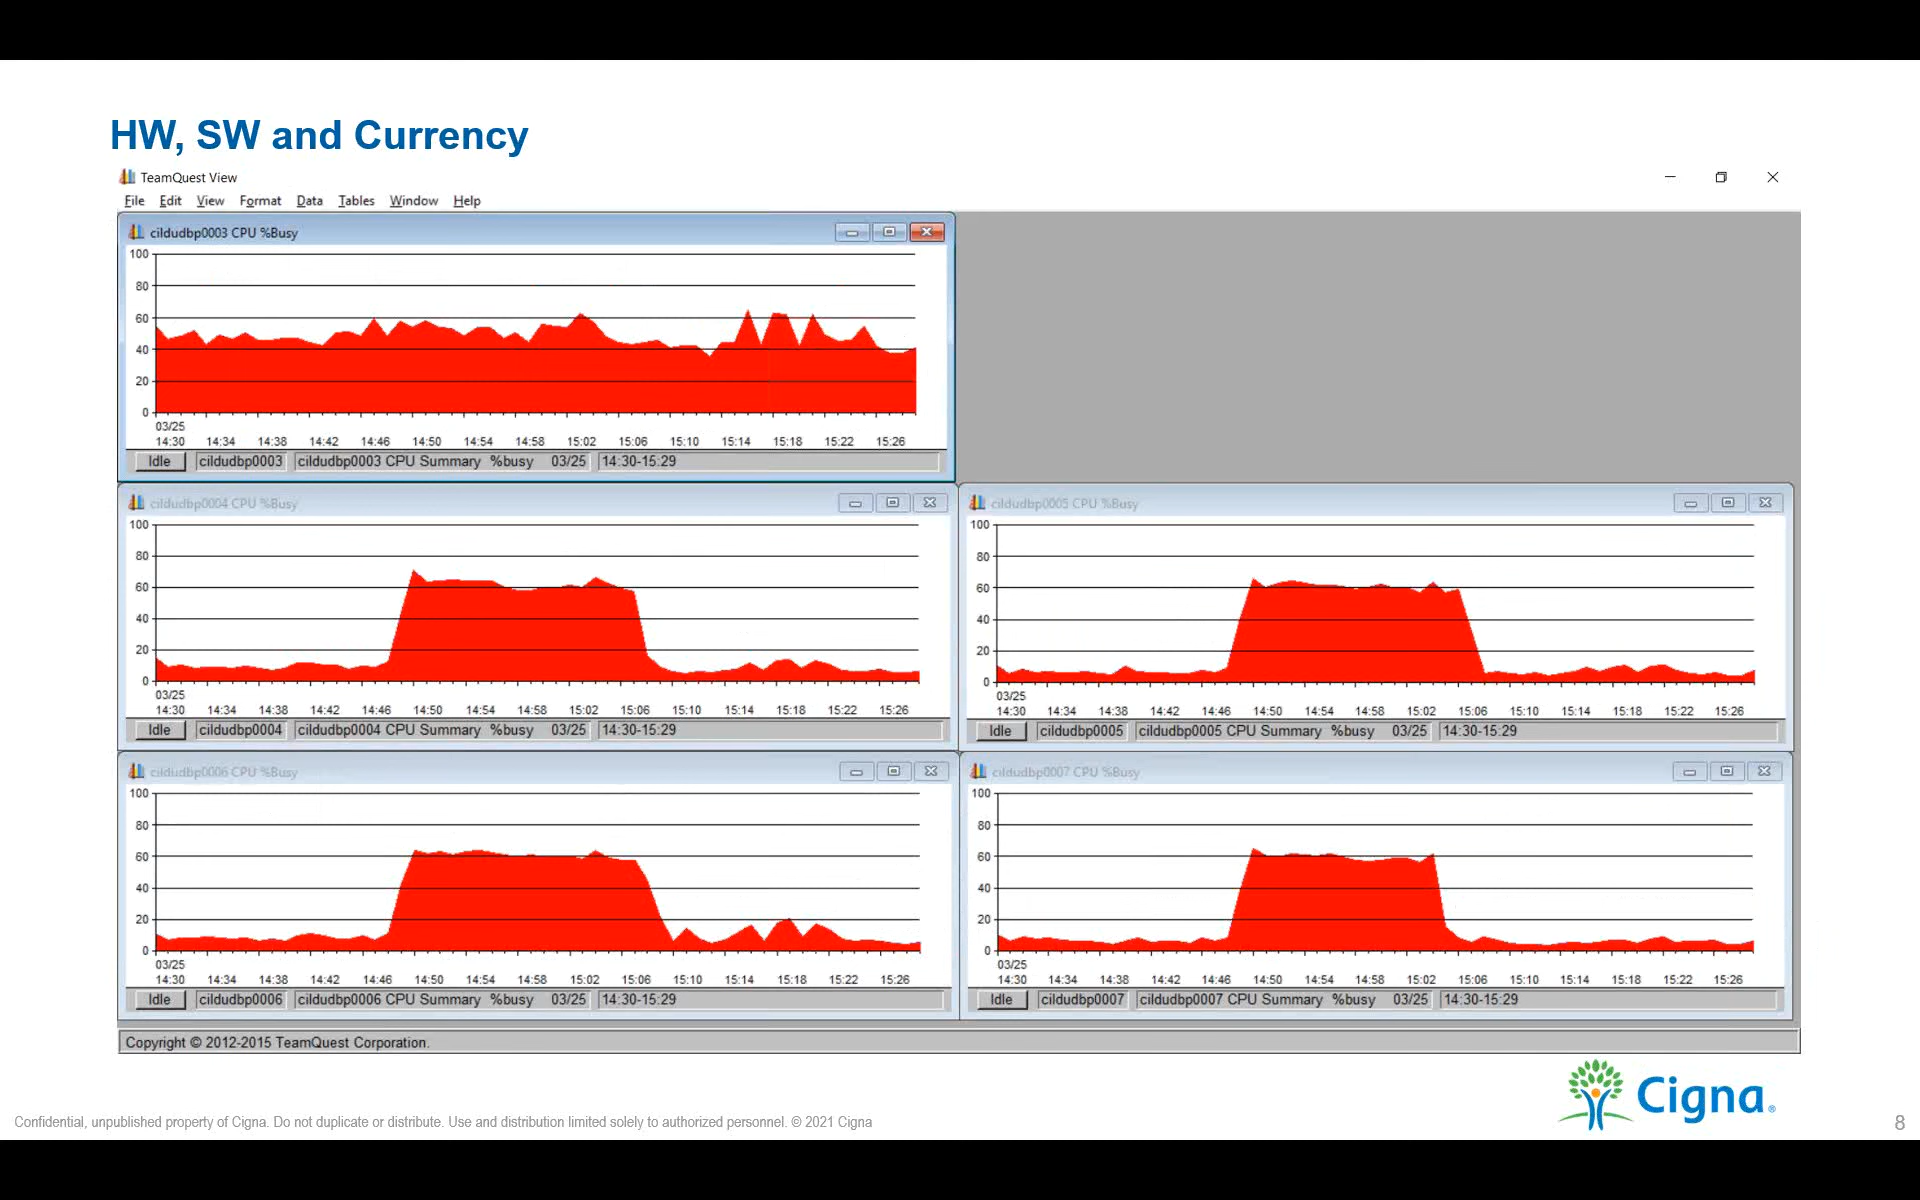 HW, SW and Currency
TeamQuest View
File Edit View Format Data Tables Window Help
cildudbp0003 CPU %Busy
100
80
60
40
20
0
03/25
14:30 14:34 14:38 14:42 14:46 14:50 14:54 14:58 15:02 15:06 15:10 15:14 15:18 15:22 15:26
Idle cildudbp0003 cildudbp0003 CPU Summary %busy 03/25 14:30-15:29
cildudbp0004 CPU %Busy
100
80
60
40
20
0
03/25
14:30 14:34 14:38 14:42 14:46 14:50 14:54 14:58 15:02 15:06 15:10 15:14 15:18 15:22 15:26
Idle cildudbp0004 cildudbp0004 CPU Summary %busy 03/25 14:30-15:29
cildudbp0005 CPU %Busy
100
80
60
40
20
0
03/25
14:30 14:34 14:38 14:42 14:46 14:50 14:54 14:58 15:02 15:06 15:10 15:14 15:18 15:22 15:26
Idle cildudbp0005 cildudbp0005 CPU Summary %busy 03/25 14:30-15:29
cildudbp0006 CPU %Busy
100
80
60
40
20
0
03/25
14:30 14:34 14:38 14:42 14:46 14:50 14:54 14:58 15:02 15:06 15:10 15:14 15:18 15:22 15:26
Idle cildudbp0006 cildudbp0006 CPU Summary %busy 03/25 14:30-15:29
cildudbp0007 CPU %Busy
100
80
60
40
20
0
03/25
14:30 14:34 14:38 14:42 14:46 14:50 14:54 14:58 15:02 15:06 15:10 15:14 15:18 15:22 15:26
Idle cildudbp0007 cildudbp0007 CPU Summary %busy 03/25 14:30-15:29
Copyright © 2012-2015 TeamQuest Corporation.
Cigna®
Confidential, unpublished property of Cigna. Do not duplicate or distribute. Use and distribution limited solely to authorized personnel. © 2021 Cigna
8